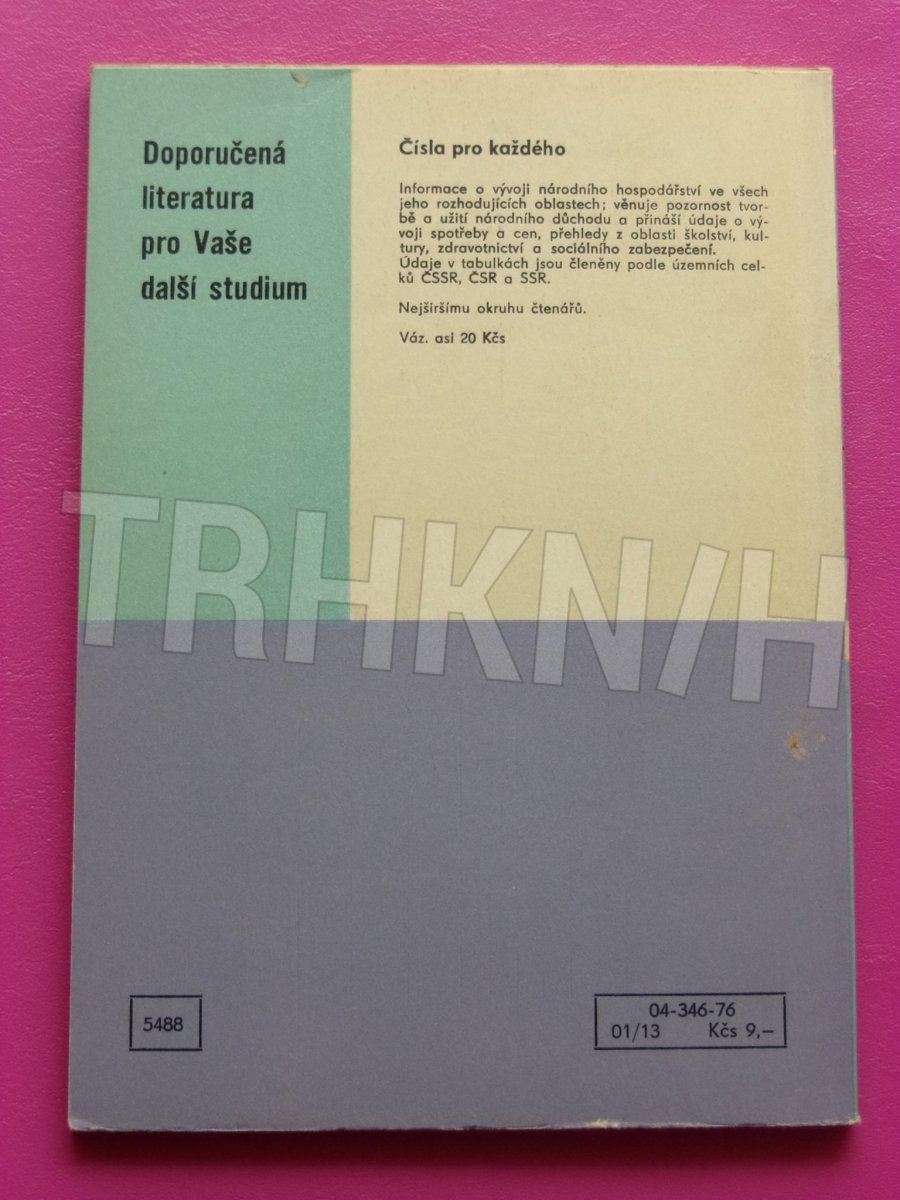 Doporučená
literatura
pro Vaše
další studium
Čísla pro každého
Informace o vývoji národního hospodářství ve všech
jeho rozhodujících oblastech; věnuje pozornost tvor-
bě a užití národního důchodu a přináší údaje o vý-
voji spotřeby a cen, přehledy z oblasti školství, kul-
tury, zdravotnictví a sociálního zabezpečení.
Údaje v tabulkách jsou členěny podle územních cel-
ků ČSSR, ČSR a SSR.
Nejširšímu okruhu čtenářů.
Váz. asi 20 Kčs
TRHKN/H
5488
04-346-76
01/13 Kčs 9,–